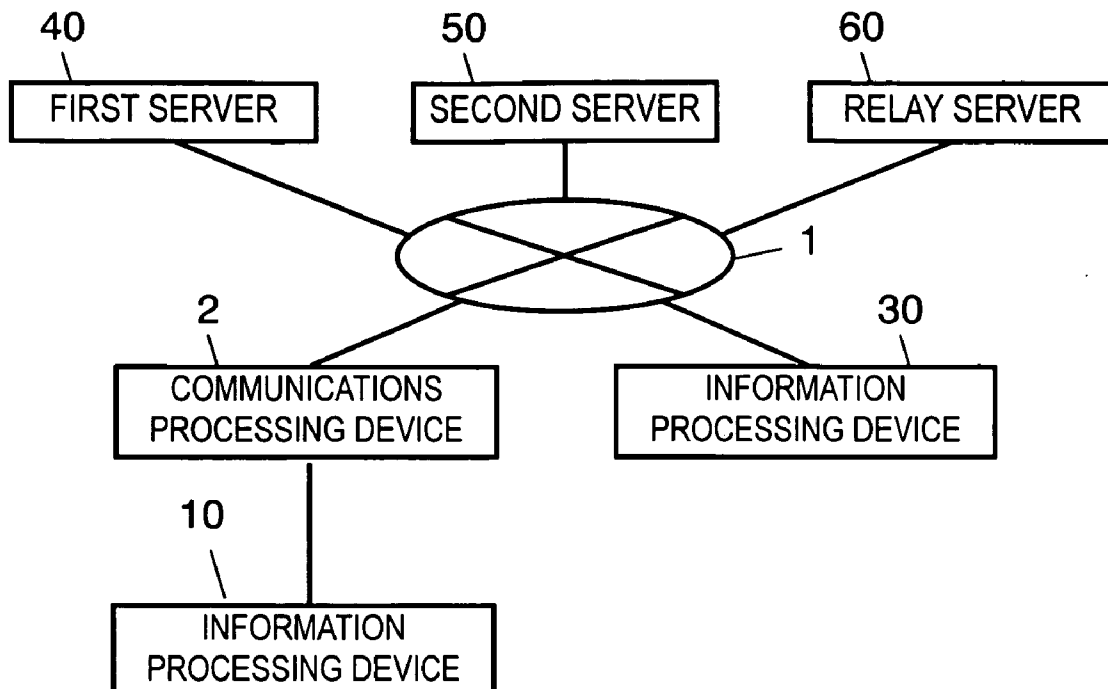 40
50
60
FIRST SERVER
SECOND SERVER
RELAY SERVER
1
2
30
COMMUNICATIONS
PROCESSING DEVICE
INFORMATION
PROCESSING DEVICE
10
INFORMATION
PROCESSING DEVICE